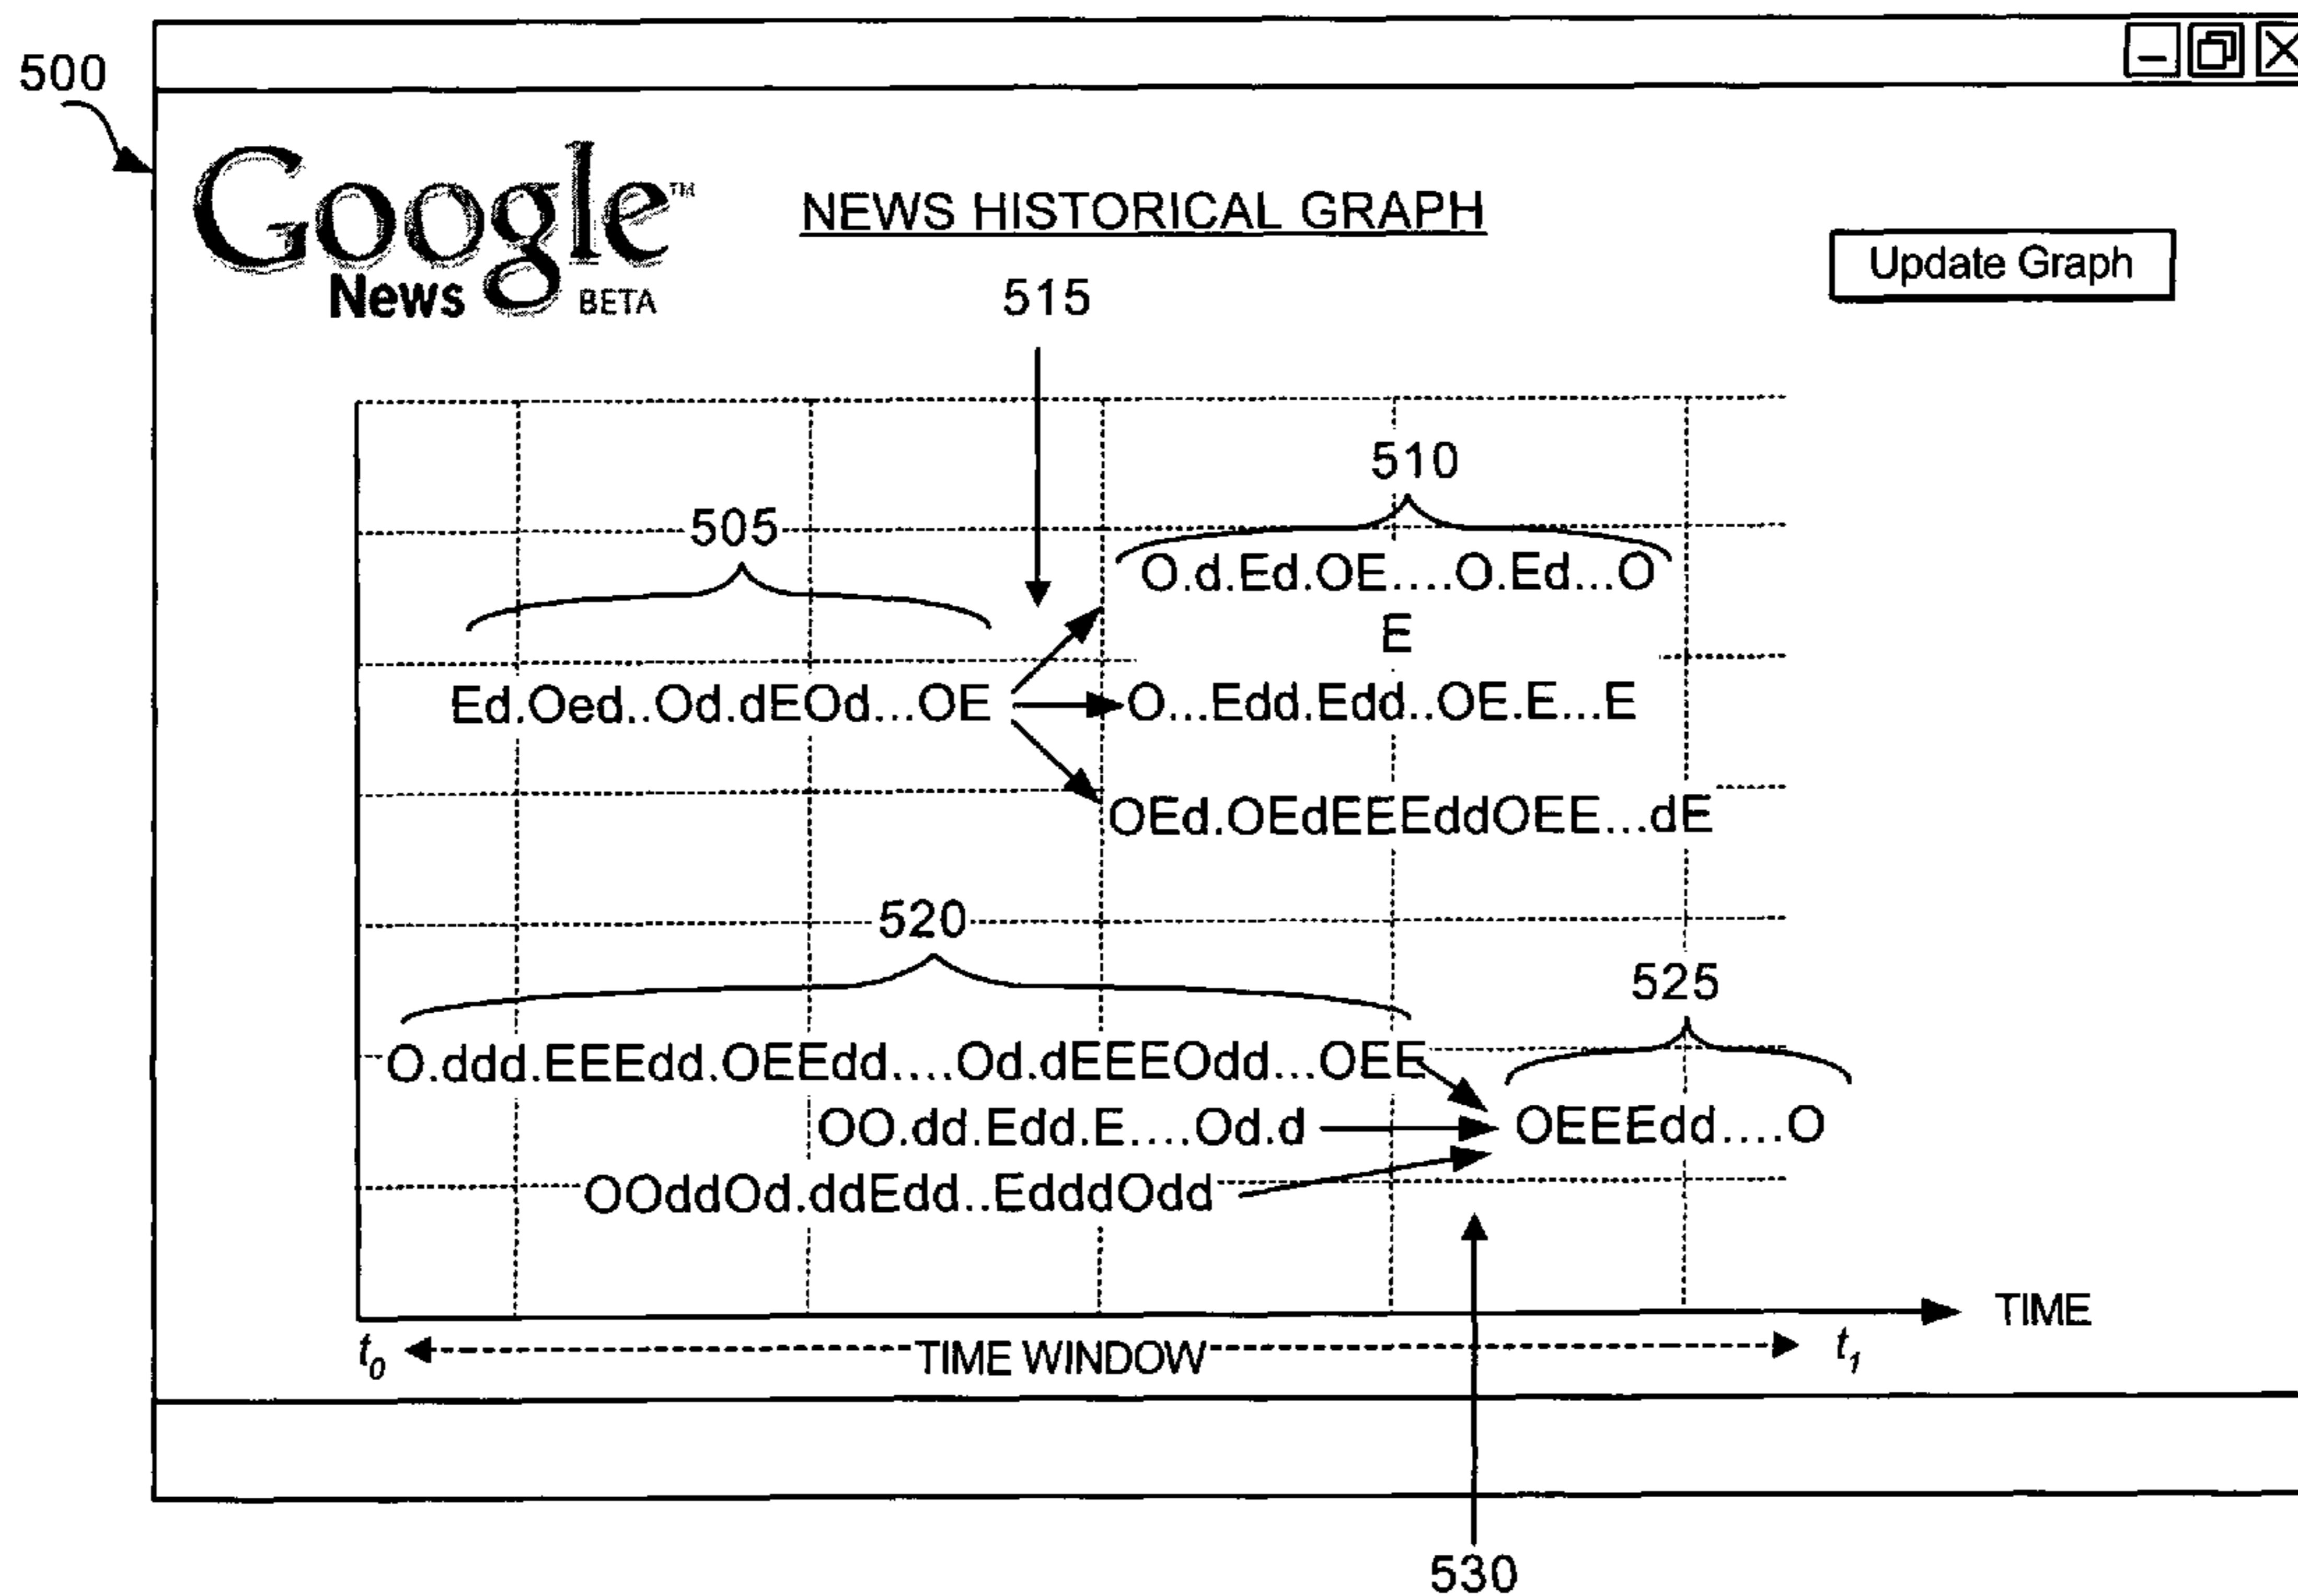 500
Google™
NEWS HISTORICAL GRAPH
Update Graph
News BETA
515
510
505
O.d.Ed.OE....O.Ed...O
E
Ed.Oed..Od.dEOd...OE
O...Edd.Edd..OE.E...E
OEd.OEdEEEddOEE...dE
520
525
O.ddd.EEEdd.OEEdd....Od.dEEEOdd...OEE
OO.dd.Edd.E....Od.d
OEEEdd....O
OOddOd.ddEdd..EdddOdd
TIME
t0
TIME WINDOW
t1
530